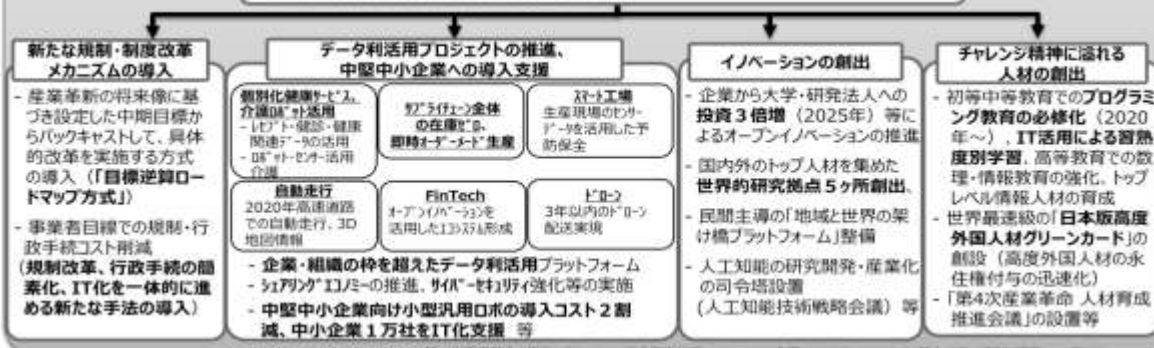 新たな規制・制度改革
メカニズムの導入
- 産業革新の将来像に基
づき設定した中期目標か
らバックキャストして、具体
的改革を実施する方式
の導入（「目標逆算ロー
ドマップ方式」）
- 事業者目線での規制・行
政手続コスト削減
（規制改革、行政手続の簡
素化、IT化を一体的に進
める新たな手法の導入）
データ利活用プロジェクトの推進、
中堅中小企業への導入支援
個別化健康サービス、
介護ロボット活用
- レセプト・健診・健康
関連データの活用
- ロボット・センサー活用
介護
サプライチェーン全体
の在庫ゼロ、
即時オーダーメード生産
スマート工場
生産現場のセンサー
データを活用した予
防保全
自動走行
2020年高速道路
での自動走行、3D
地図情報
FinTech
オープンイノベーションを
活用したエコシステム形成
ドローン
3年以内のドローン
配送実現
- 企業・組織の枠を超えたデータ利活用プラットフォーム
- シェアリングエコノミーの推進、サイバーセキュリティ強化等の実施
- 中堅中小企業向け小型汎用ロボの導入コスト２割
減、中小企業１万社をIT化支援 等
イノベーションの創出
- 企業から大学・研究法人への
投資３倍増（2025年）等に
よるオープンイノベーションの推進
- 国内外のトップ人材を集めた
世界的研究拠点５ヶ所創出、
- 民間主導の「地域と世界の架
け橋プラットフォーム」整備
- 人工知能の研究開発・産業化
の司令塔設置
(人工知能技術戦略会議）等
チャレンジ精神に溢れる
人材の創出
- 初等中等教育でのプログラミ
ング教育の必修化（2020
年～）、IT活用による習熟
度別学習、高等教育での数
理・情報教育の強化、トップ
レベル情報人材の育成
- 世界最速級の「日本版高度
外国人材グリーンカード」の
創設（高度外国人材の永
住権付与の迅速化）
- 「第4次産業革命 人材育成
推進会議」の設置等